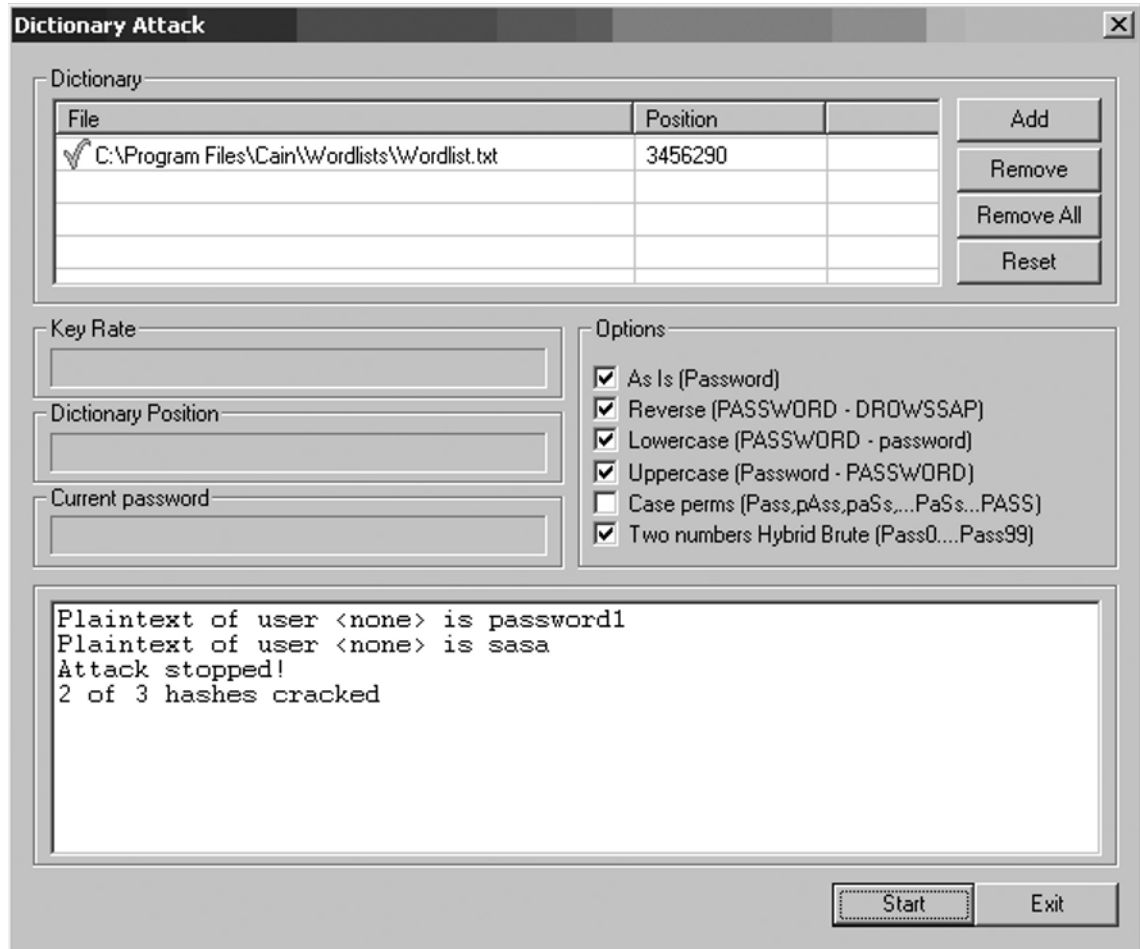 Dictionary Attack
Dictionary
File Position
C:\Program Files\Cain\Wordlists\Wordlist.txt 3456290
Add
Remove
Remove All
Reset
Key Rate
Dictionary Position
Current password
Options
As Is (Password)
Reverse (PASSWORD - DROWSSAP)
Lowercase (PASSWORD - password)
Uppercase (Password - PASSWORD)
Case perms (Pass,pAss,paSs,...PaSs...PASS)
Two numbers Hybrid Brute (Pass0....Pass99)
Plaintext of user <none> is password1
Plaintext of user <none> is sasa
Attack stopped!
2 of 3 hashes cracked
Start Exit